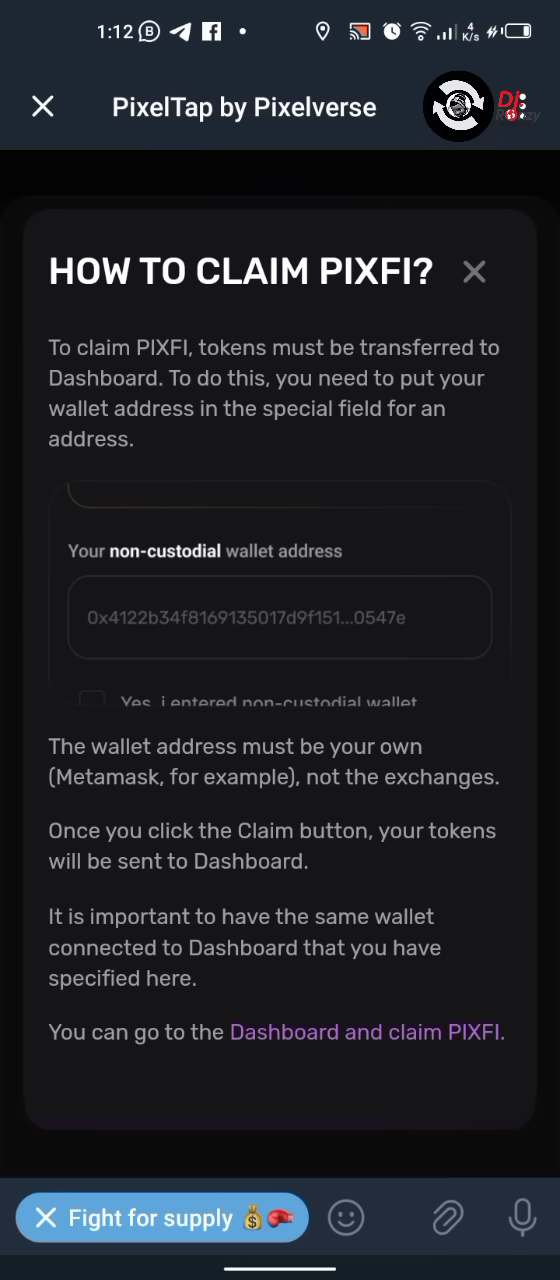 1:12
4
K/s
PixelTap by Pixelverse
Dj
HOW TO CLAIM PIXFI?
To claim PIXFI, tokens must be transferred to
Dashboard. To do this, you need to put your
wallet address in the special field for an
address.
Your non-custodial wallet address
0x4122b34f8169135017d9f151...0547e
Yes, i entered non-custodial wallet
The wallet address must be your own
(Metamask, for example), not the exchanges.
Once you click the Claim button, your tokens
will be sent to Dashboard.
It is important to have the same wallet
connected to Dashboard that you have
specified here.
You can go to the Dashboard and claim PIXFI.
Fight for supply 💰🥊